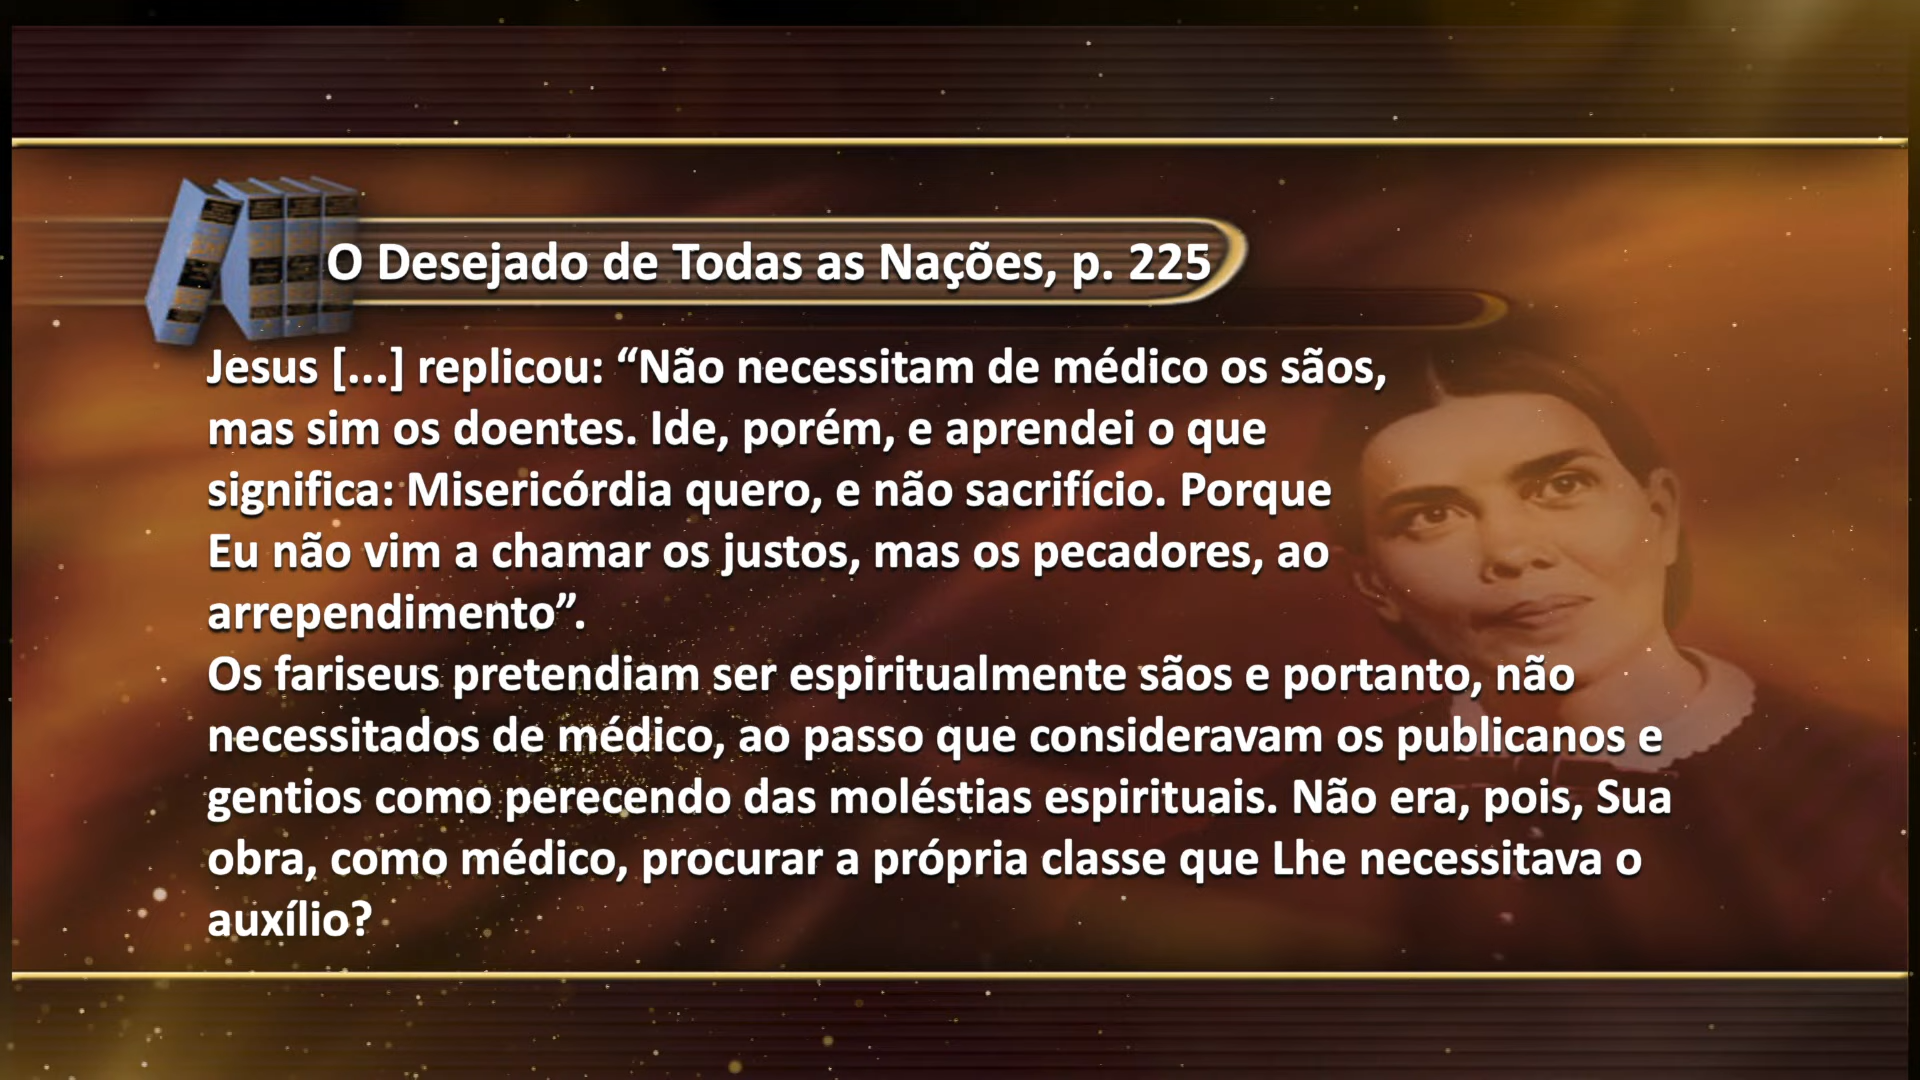 O Desejado de Todas as Nações, p. 225
Jesus [...] replicou: “Não necessitam de médico os sãos,
mas sim os doentes. Ide, porém, e aprendei o que
significa: Misericórdia quero, e não sacrifício. Porque
Eu não vim a chamar os justos, mas os pecadores, ao
arrependimento”.
Os fariseus pretendiam ser espiritualmente sãos e portanto, não
necessitados de médico, ao passo que consideravam os publicanos e
gentios como perecendo das moléstias espirituais. Não era, pois, Sua
obra, como médico, procurar a própria classe que Lhe necessitava o
auxílio?